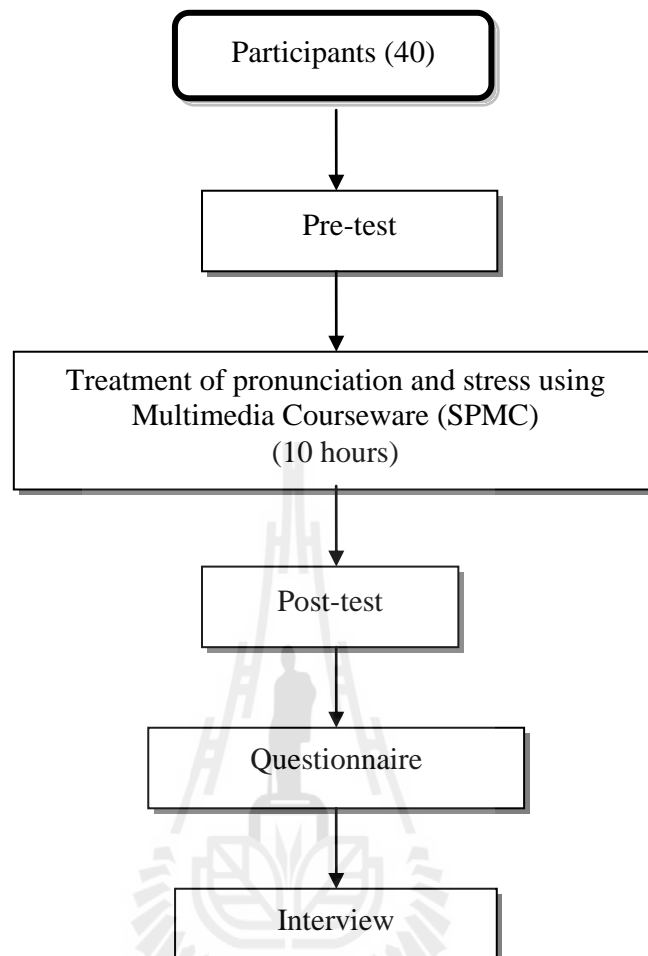 Participants (40)
Pre-test
Treatment of pronunciation and stress using
Multimedia Courseware (SPMC)
(10 hours)
Post-test
Questionnaire
Interview